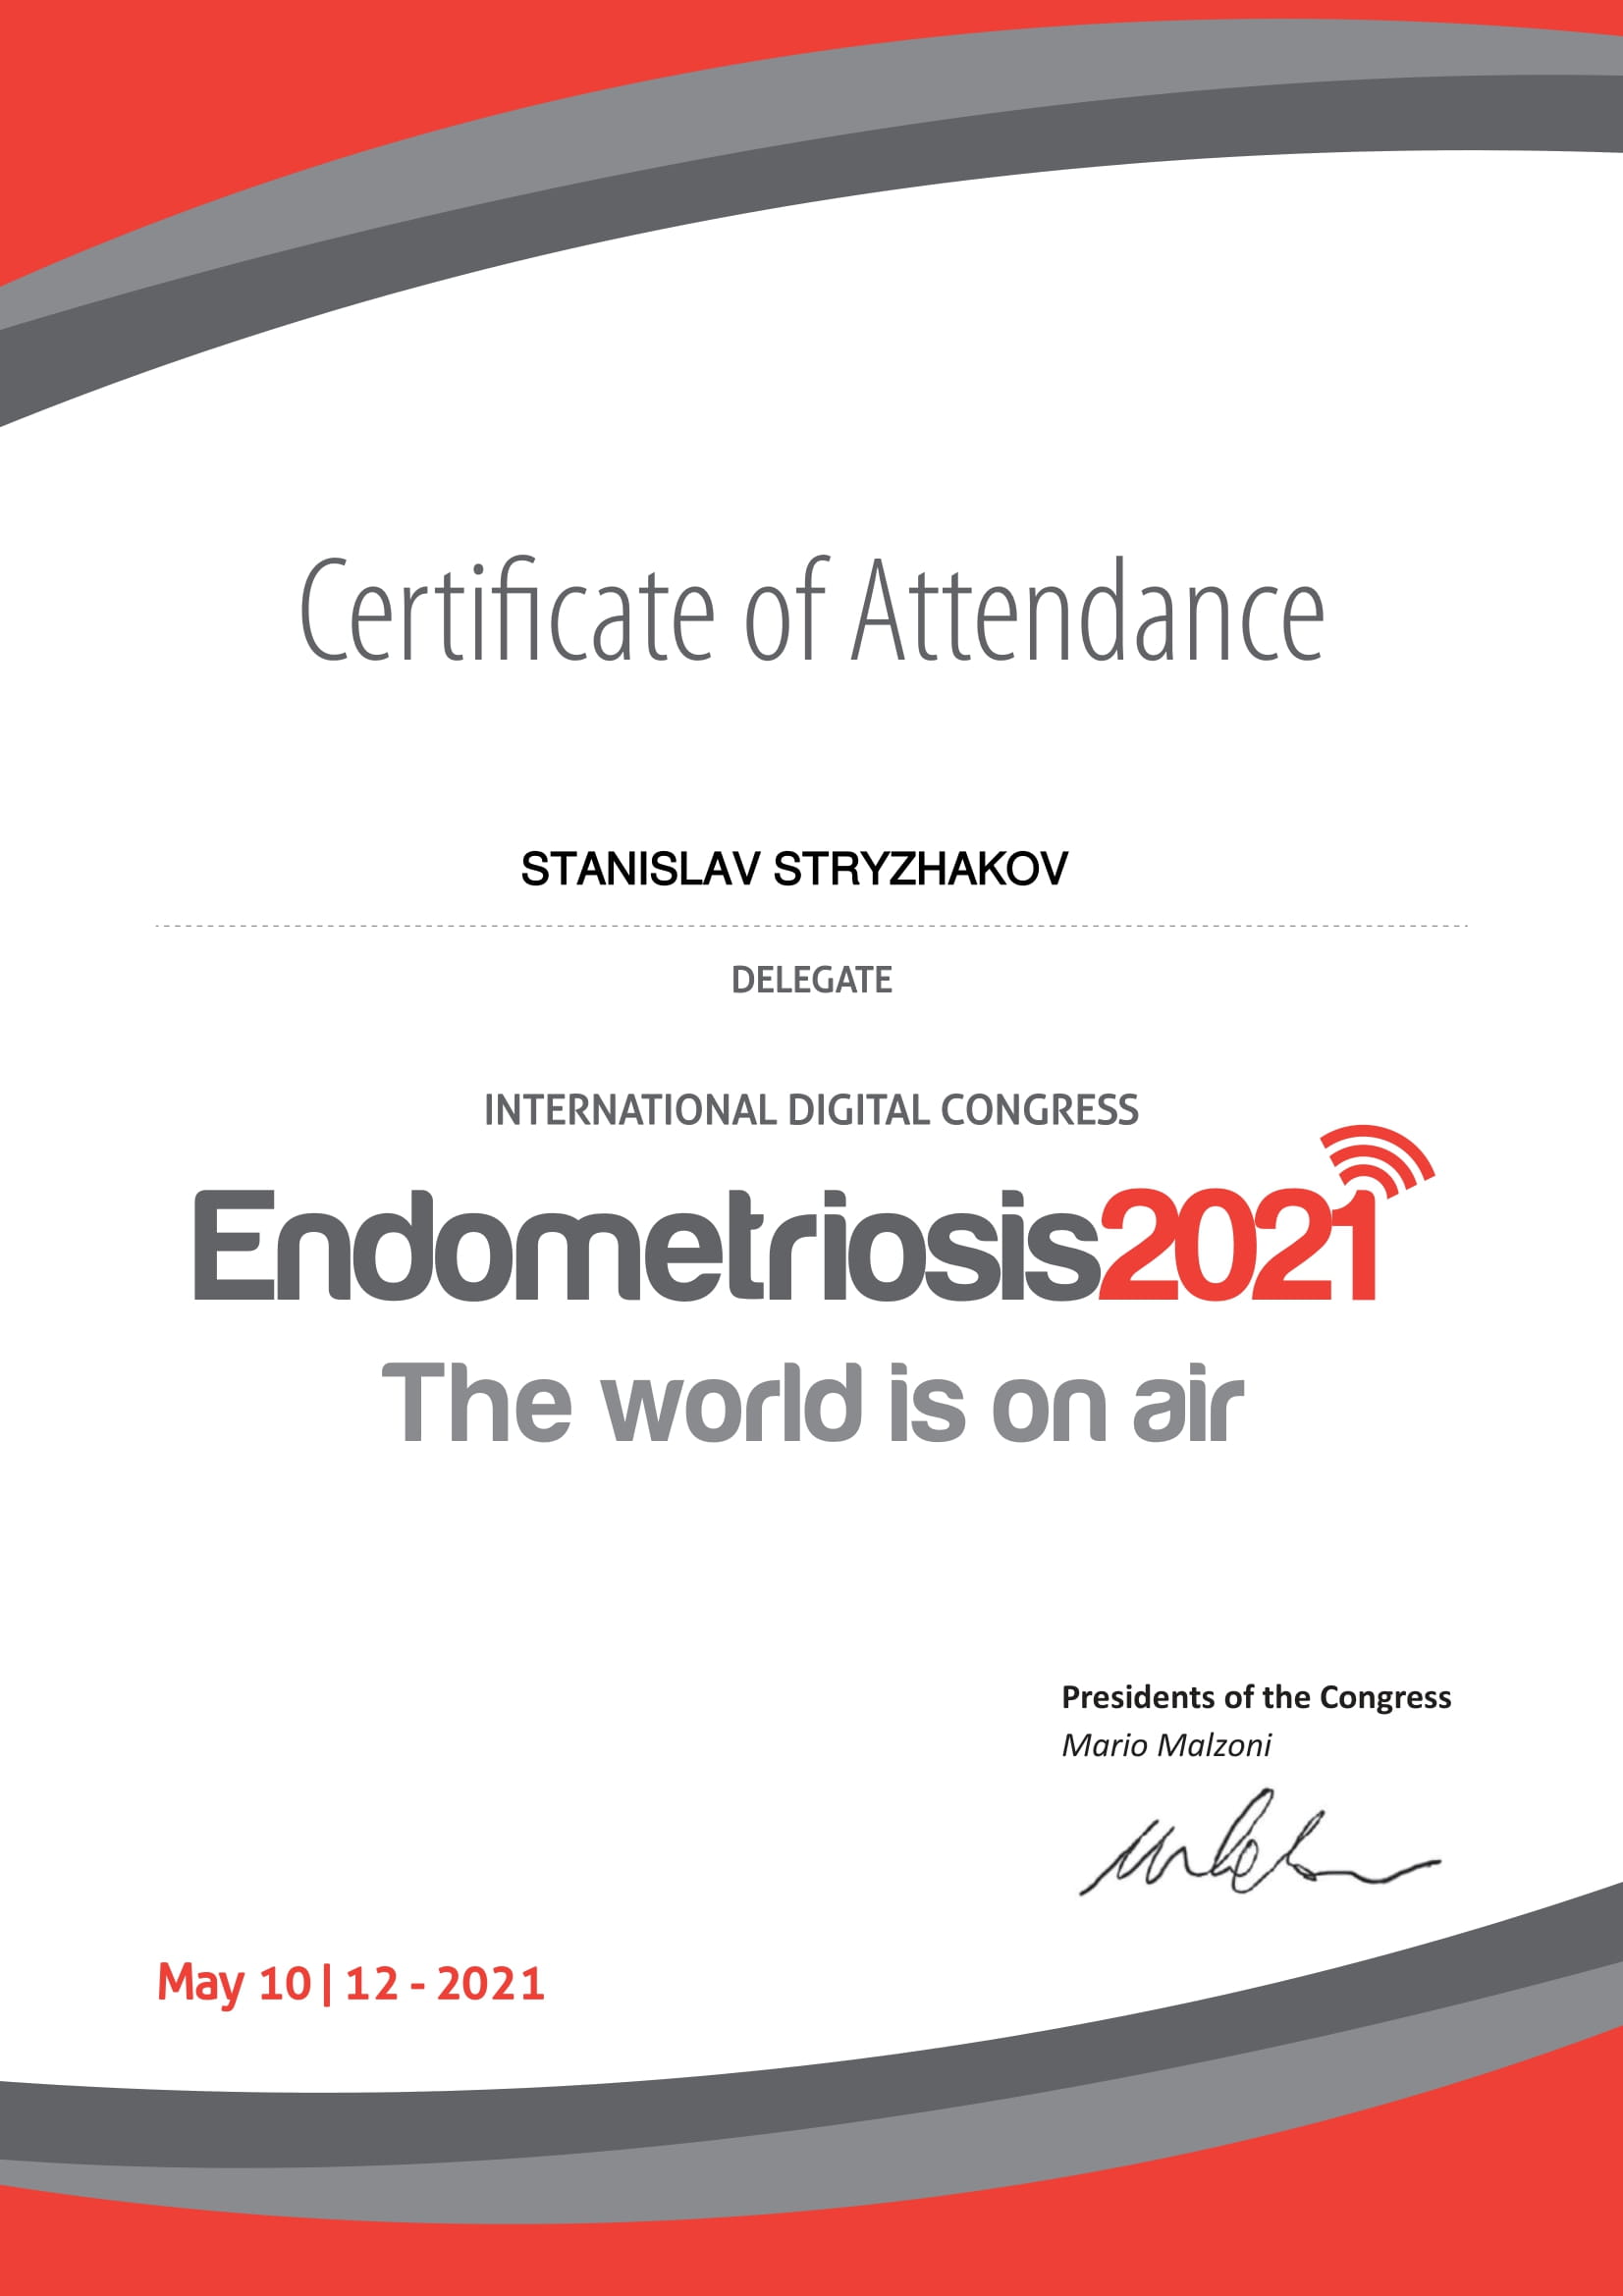 Certificate of Attendance
STANISLAV STRYZHAKOV
DELEGATE
INTERNATIONAL DIGITAL CONGRESS
Endometriosis2021
The world is on air
Presidents of the Congress
Mario Malzoni
May 10|12 - 2021